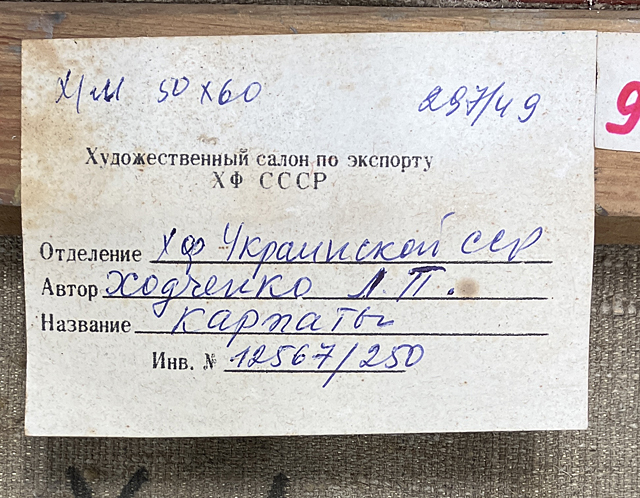 Х/М 50х60 297/49
Художественный салон по экспорту
ХФ СССР
Отделение ХФ Украинской ССР
Автор Ходченко Л П.
Название Карпаты
Инв. № 12567/250
9